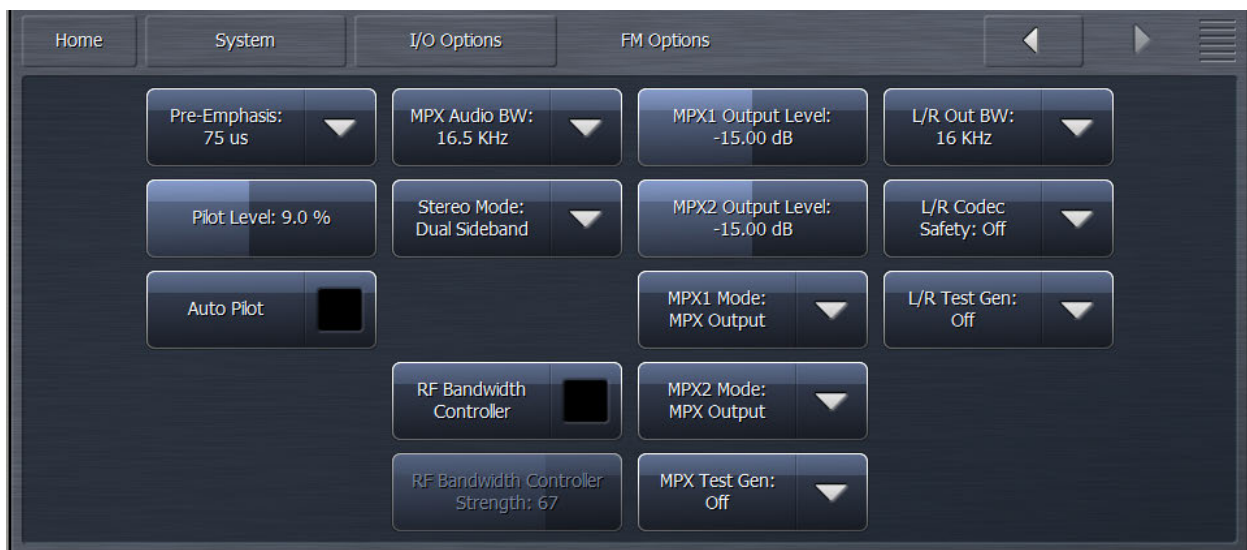 Home System I/O Options FM Options
Pre-Emphasis:
75 us
MPX Audio BW:
16.5 KHz
MPX1 Output Level:
-15.00 dB
L/R Out BW:
16 KHz
Pilot Level: 9.0 %
Stereo Mode:
Dual Sideband
MPX2 Output Level:
-15.00 dB
L/R Codec
Safety: Off
Auto Pilot
MPX1 Mode:
MPX Output
L/R Test Gen:
Off
RF Bandwidth
Controller
MPX2 Mode:
MPX Output
RF Bandwidth Controller
Strength: 67
MPX Test Gen:
Off